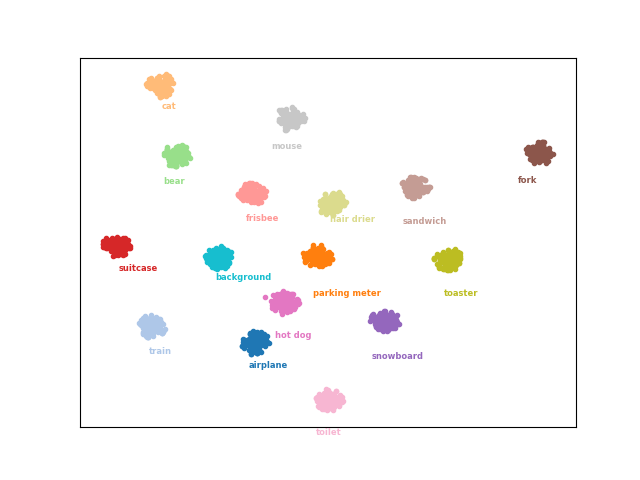 cat
mouse
bear
fork
frisbee
hair drier
sandwich
suitcase
background
parking meter
toaster
hot dog
train
snowboard
airplane
toilet